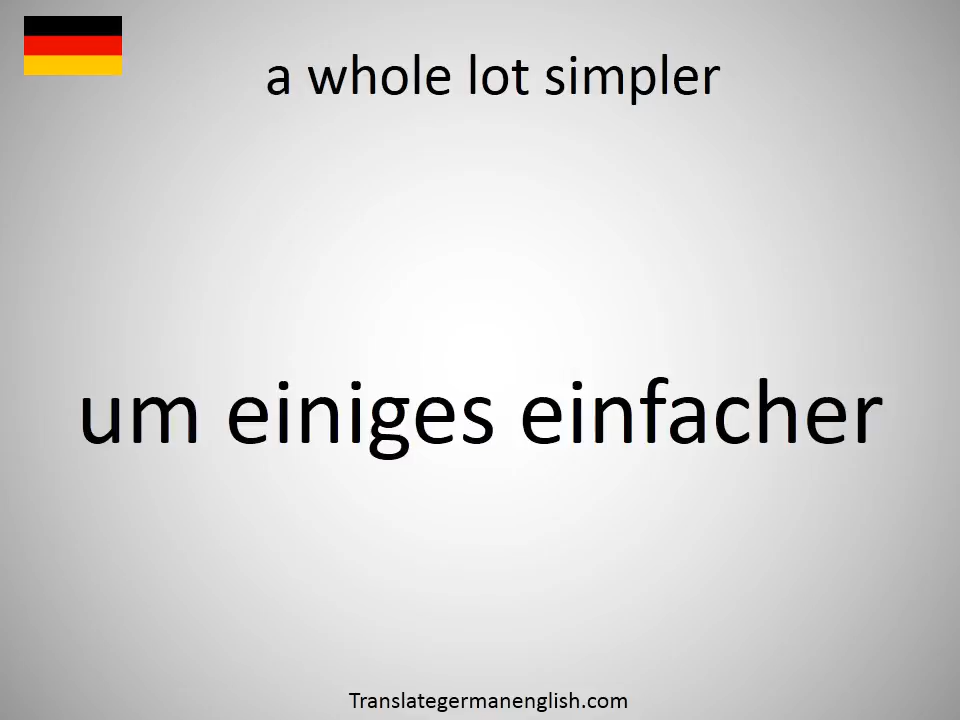 a whole lot simpler
um einiges einfacher
Translategermanenglish.com